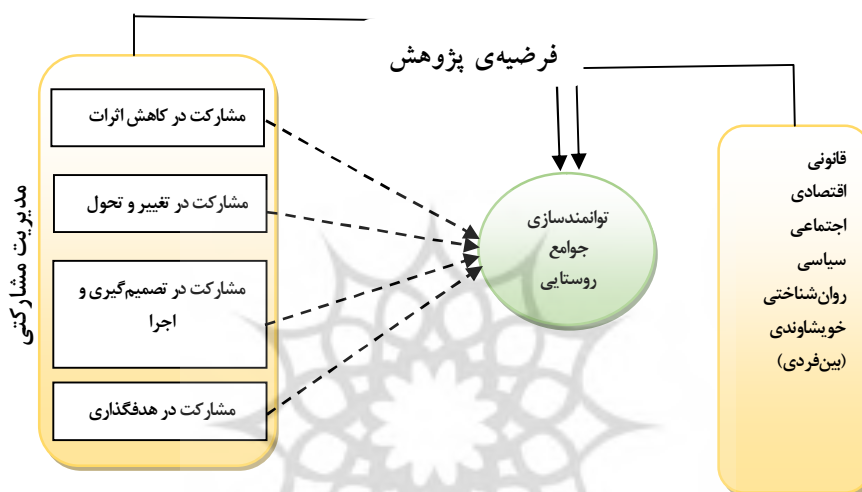 فرضیه‌ی پژوهش
مدیریت مشارکتی
مشارکت در کاهش اثرات
مشارکت در تغییر و تحول
مشارکت در تصمیم‌گیری و
اجرا
مشارکت در هدفگذاری
توانمندسازی
جوامع
روستایی
قانونی
اقتصادی
اجتماعی
سیاسی
روان‌شناختی
خویشاوندی
(بین‌فردی)